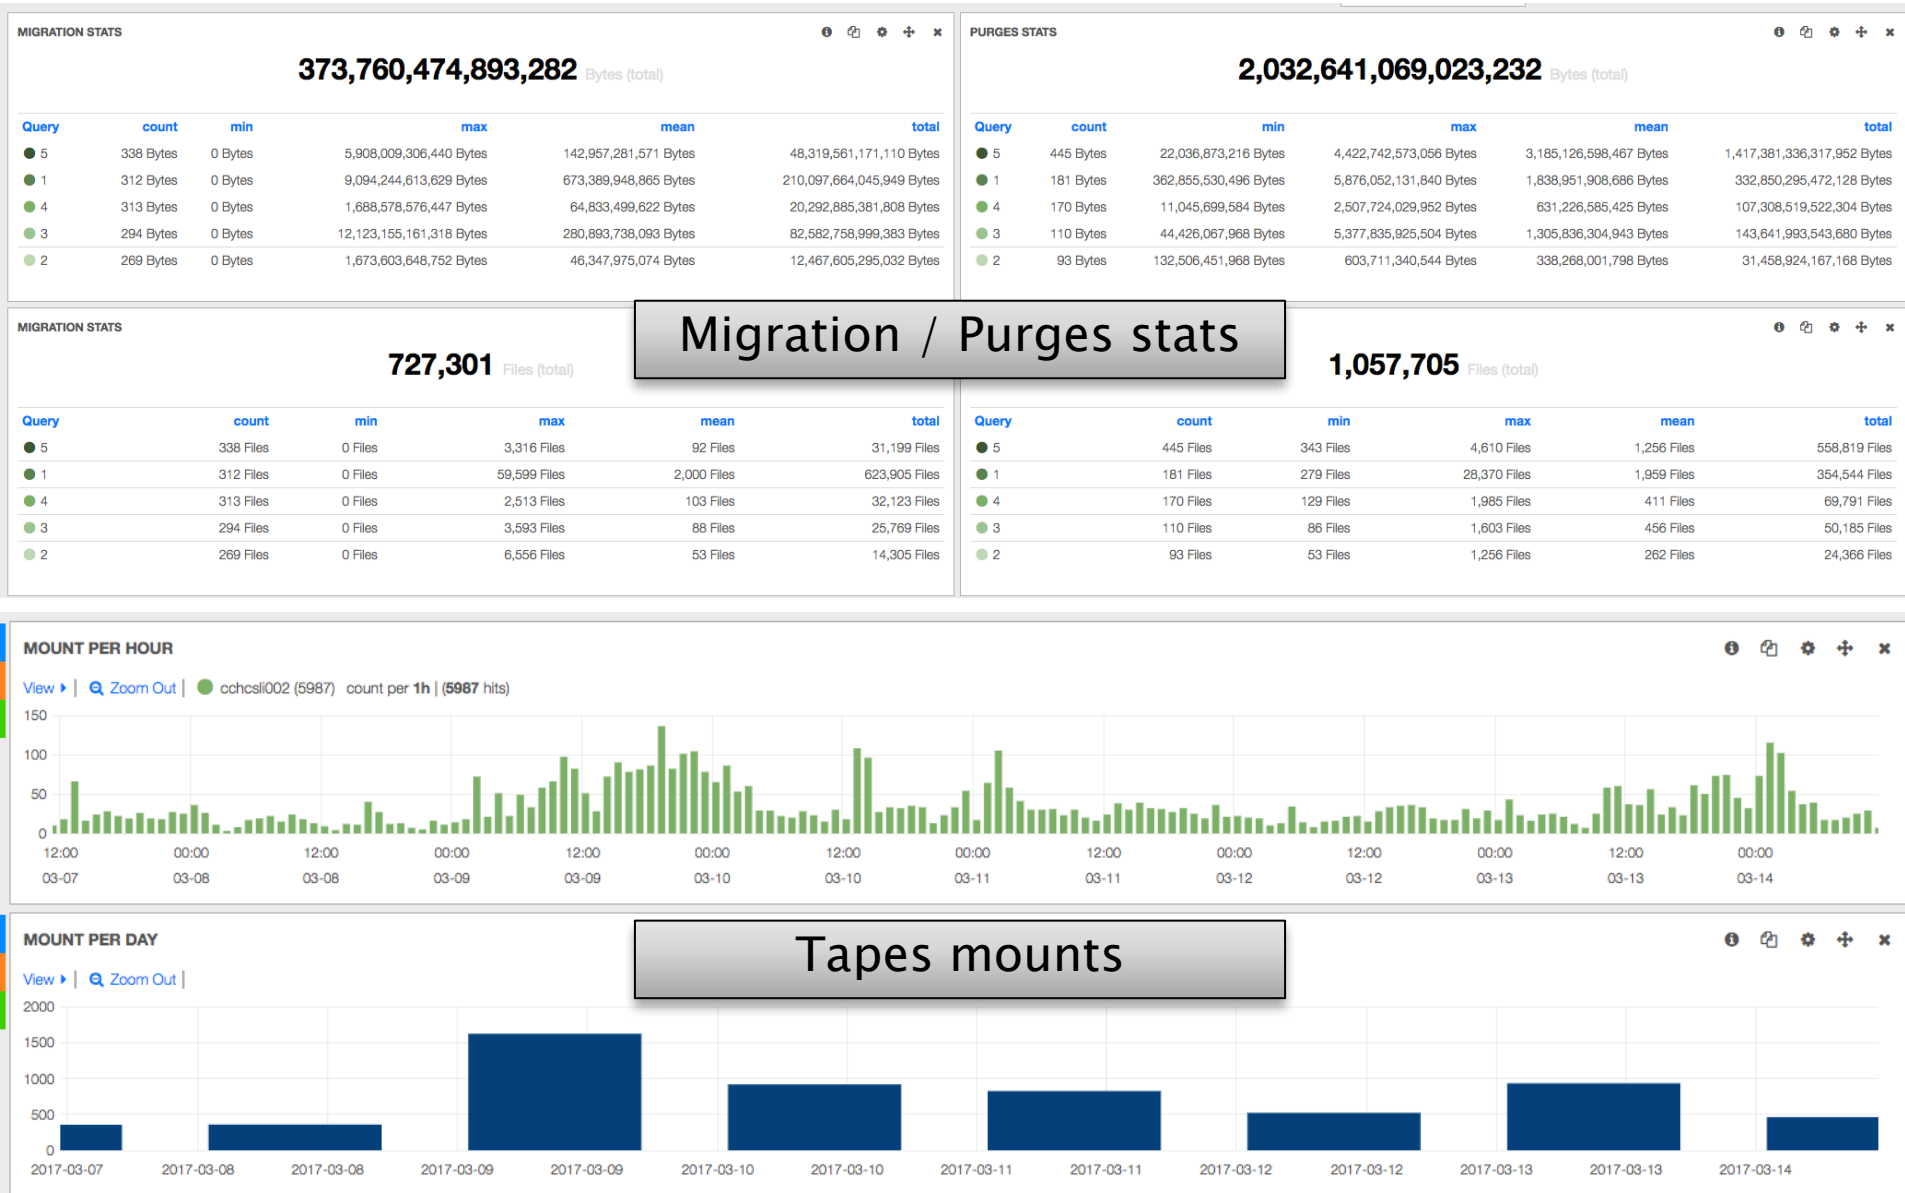 MIGRATION STATS
373,760,474,893,282 Bytes (total)
Query count min max mean total
5 338 Bytes 0 Bytes 5,908,009,306,440 Bytes 142,957,281,571 Bytes 48,319,561,171,110 Bytes
1 312 Bytes 0 Bytes 9,094,244,613,629 Bytes 673,389,948,865 Bytes 210,097,664,045,949 Bytes
4 313 Bytes 0 Bytes 1,688,578,576,447 Bytes 64,833,499,622 Bytes 20,292,885,381,808 Bytes
3 294 Bytes 0 Bytes 12,123,155,161,318 Bytes 280,893,738,093 Bytes 82,582,758,999,383 Bytes
2 269 Bytes 0 Bytes 1,673,603,648,752 Bytes 46,347,975,074 Bytes 12,467,605,295,032 Bytes
PURGES STATS
2,032,641,069,023,232 Bytes (total)
Query count min max mean total
5 445 Bytes 22,036,873,216 Bytes 4,422,742,573,056 Bytes 3,185,126,598,467 Bytes 1,417,381,336,317,952 Bytes
1 181 Bytes 362,855,530,496 Bytes 5,876,052,131,840 Bytes 1,838,951,908,686 Bytes 332,850,295,472,128 Bytes
4 170 Bytes 11,045,699,584 Bytes 2,507,724,029,952 Bytes 631,226,585,425 Bytes 107,308,519,522,304 Bytes
3 110 Bytes 44,426,067,968 Bytes 5,377,835,925,504 Bytes 1,305,836,304,943 Bytes 143,641,993,543,680 Bytes
2 93 Bytes 132,506,451,968 Bytes 603,711,340,544 Bytes 338,268,001,798 Bytes 31,458,924,167,168 Bytes
Migration / Purges stats
MIGRATION STATS
727,301 Files (total)
Query count min max mean total
5 338 Files 0 Files 3,316 Files 92 Files 31,199 Files
1 312 Files 0 Files 59,599 Files 2,000 Files 623,905 Files
4 313 Files 0 Files 2,513 Files 103 Files 32,123 Files
3 294 Files 0 Files 3,593 Files 88 Files 25,769 Files
2 269 Files 0 Files 6,556 Files 53 Files 14,305 Files
1,057,705 Files (total)
Query count min max mean total
5 445 Files 343 Files 4,610 Files 1,256 Files 558,819 Files
1 181 Files 279 Files 28,370 Files 1,959 Files 354,544 Files
4 170 Files 129 Files 1,985 Files 411 Files 69,791 Files
3 110 Files 86 Files 1,603 Files 456 Files 50,185 Files
2 93 Files 53 Files 1,256 Files 262 Files 24,366 Files
MOUNT PER HOUR
View | Zoom Out | cchcsli002 (5987) count per 1h | (5987 hits)
150
100
50
0
12:00 00:00 12:00 00:00 12:00 00:00 12:00 00:00 12:00 00:00 12:00 00:00 12:00 00:00
03-07 03-08 03-08 03-09 03-09 03-10 03-10 03-11 03-11 03-12 03-12 03-13 03-13 03-14
MOUNT PER DAY
Tapes mounts
View | Zoom Out |
2000
1500
1000
500
0
2017-03-07 2017-03-08 2017-03-08 2017-03-09 2017-03-09 2017-03-10 2017-03-10 2017-03-11 2017-03-11 2017-03-12 2017-03-12 2017-03-13 2017-03-13 2017-03-14